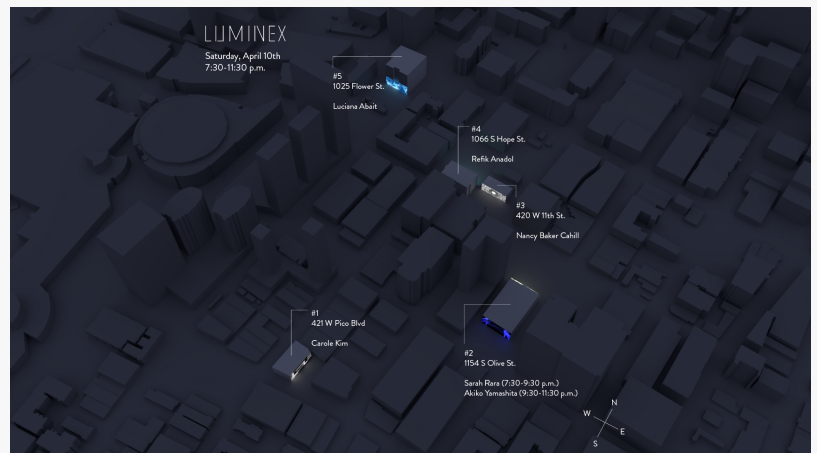 LUMINEX
Saturday, April 10th
7:30-11:30 p.m.
#5
1025 Flower St.
Luciana Abait
#4
1066 S Hope St.
Refik Anadol
#3
420 W 11th St.
Nancy Baker Cahill
#1
421 W Pico Blvd
Carole Kim
#2
1154 S Olive St.
Sarah Rara (7:30-9:30 p.m.)
Akiko Yamashita (9:30-11:30 p.m.)
N
W
E
S